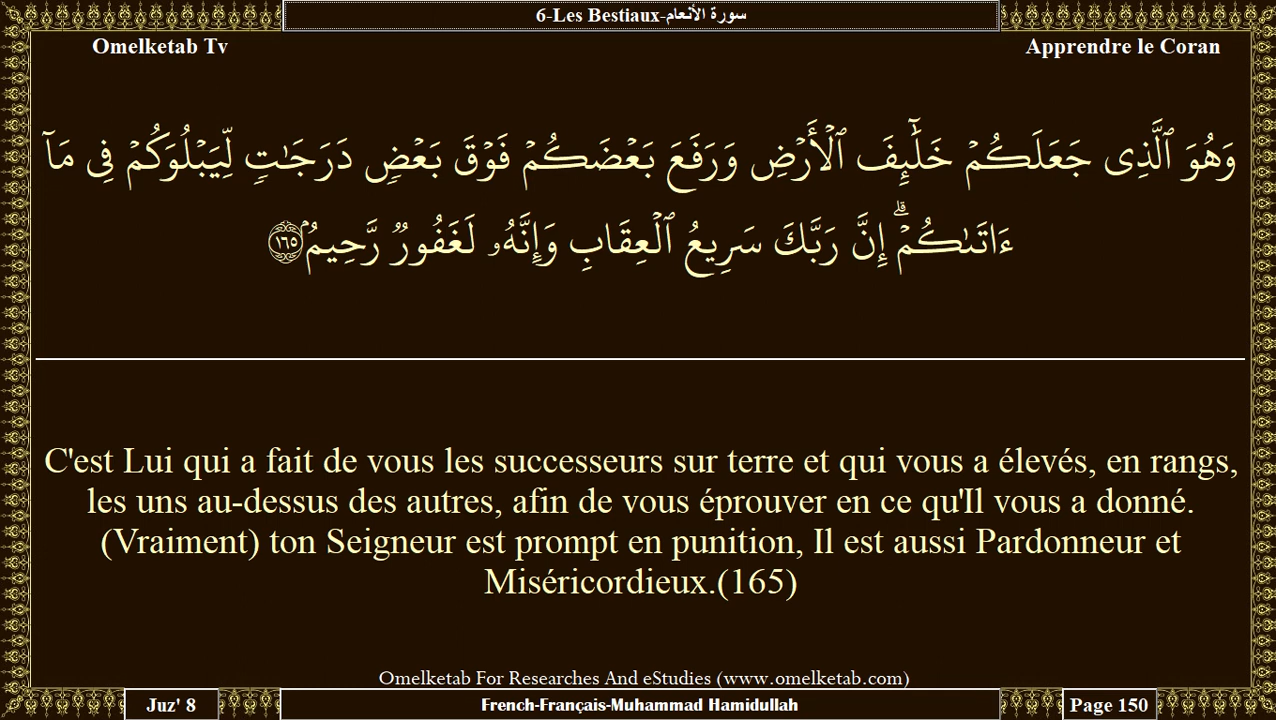 6-Les Bestiaux-سورة الأنعام
Omelketab Tv
Apprendre le Coran
وَهُوَ ٱلَّذِى جَعَلَكُمْ خَلَٰٓئِفَ ٱلْأَرْضِ وَرَفَعَ بَعْضَكُمْ فَوْقَ بَعْضٍ دَرَجَٰتٍ لِّيَبْلُوَكُمْ فِى مَآ
ءَاتَىٰكُمْ ۗ إِنَّ رَبَّكَ سَرِيعُ ٱلْعِقَابِ وَإِنَّهُۥ لَغَفُورٌ رَّحِيمٌۢ ١٦٥
C'est Lui qui a fait de vous les successeurs sur terre et qui vous a élevés, en rangs,
les uns au-dessus des autres, afin de vous éprouver en ce qu'Il vous a donné.
(Vraiment) ton Seigneur est prompt en punition, Il est aussi Pardonneur et
Miséricordieux.(165)
Omelketab For Researches And eStudies (www.omelketab.com)
Juz' 8
French-Français-Muhammad Hamidullah
Page 150